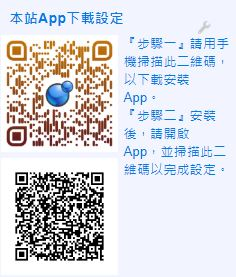 本站App下載設定
『步驟一』請用手
機掃描此二維碼，
以下載安裝
App。
『步驟二』安裝
後，請開啟
App，並掃描此二
維碼以完成設定。